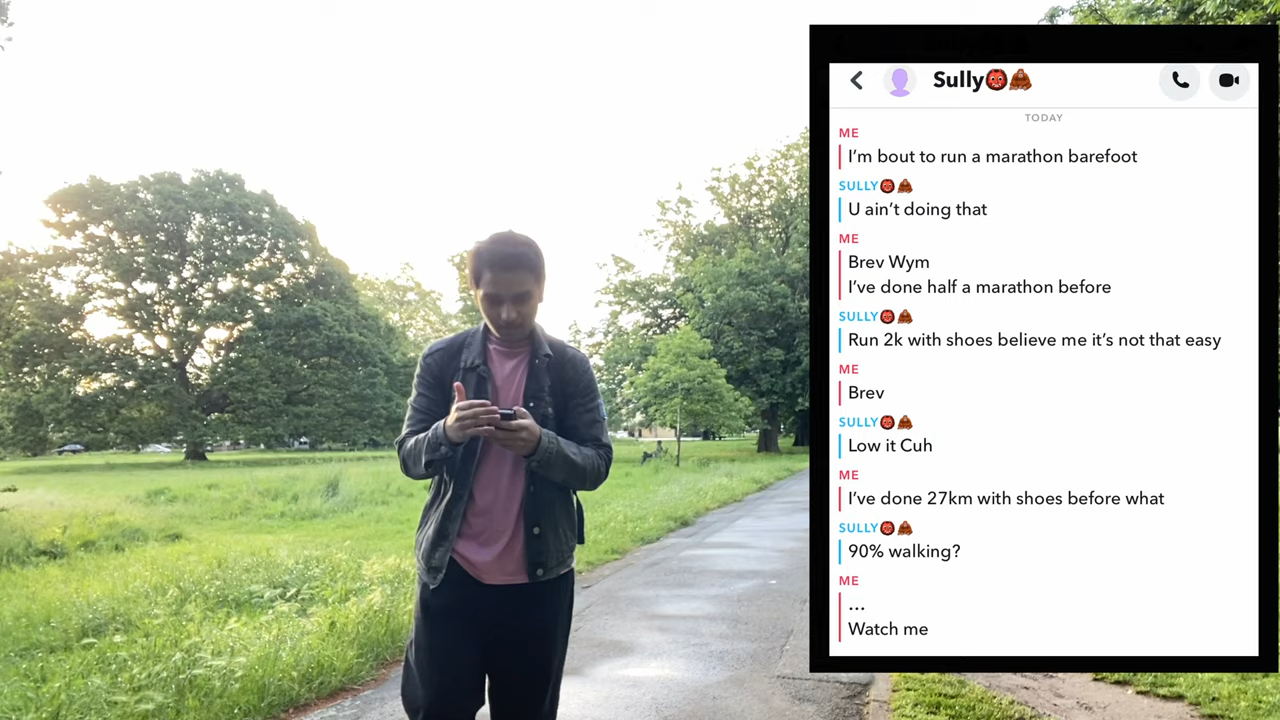 Sully👹🦧
TODAY
ME
I'm bout to run a marathon barefoot
SULLY👹🦧
U ain't doing that
ME
Brev Wym
I've done half a marathon before
SULLY👹🦧
Run 2k with shoes believe me it's not that easy
ME
Brev
SULLY👹🦧
Low it Cuh
ME
I've done 27km with shoes before what
SULLY👹🦧
90% walking?
ME
...
Watch me